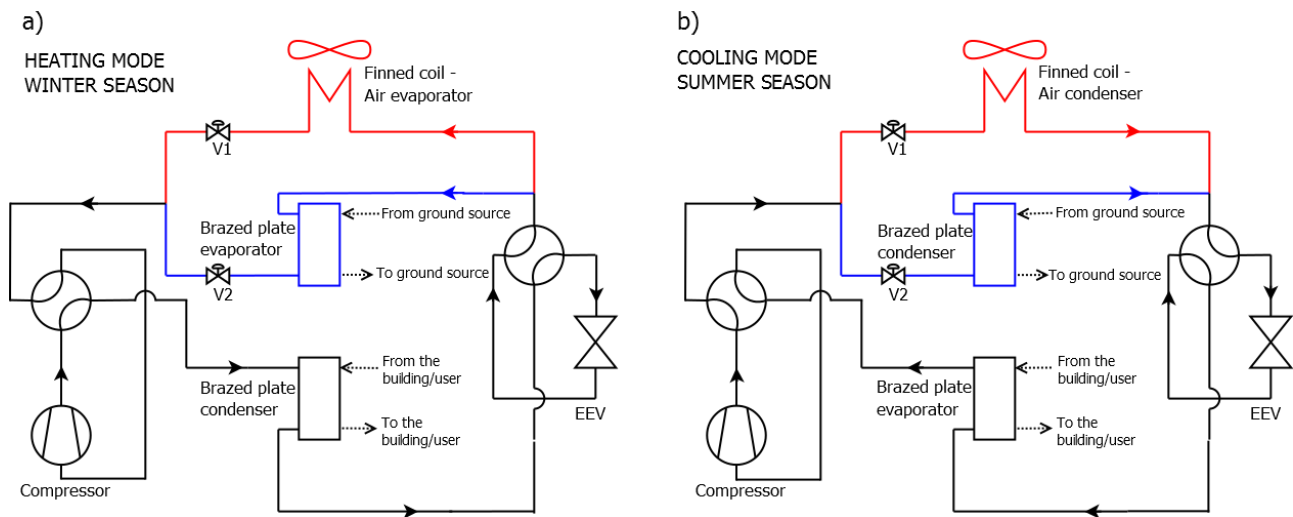 a)
HEATING MODE
WINTER SEASON
Finned coil -
Air evaporator
V1
Brazed plate
evaporator
From ground source
To ground source
V2
Brazed plate
condenser
From the
building/user
To the
building/user
EEV
Compressor
b)
COOLING MODE
SUMMER SEASON
Finned coil -
Air condenser
V1
Brazed plate
condenser
From ground source
To ground source
V2
Brazed plate
evaporator
From the
building/user
To the
building/user
EEV
Compressor